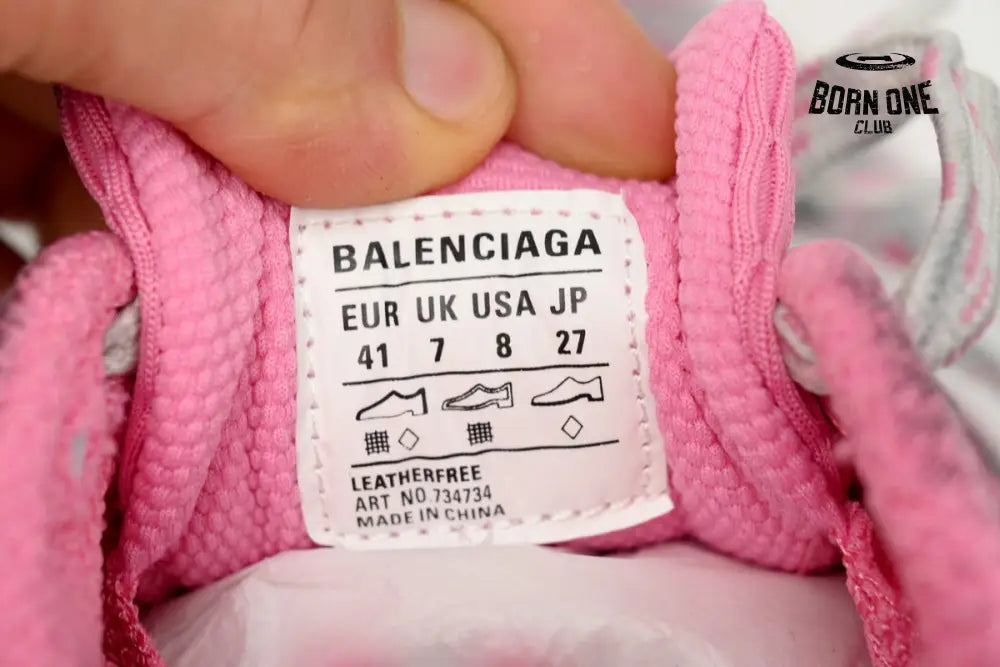 BORN ONE
CLUB
BALENCIAGA
EUR UK USA JP
41 7 8 27
LEATHERFREE
ART NO.734734
MADE IN CHINA